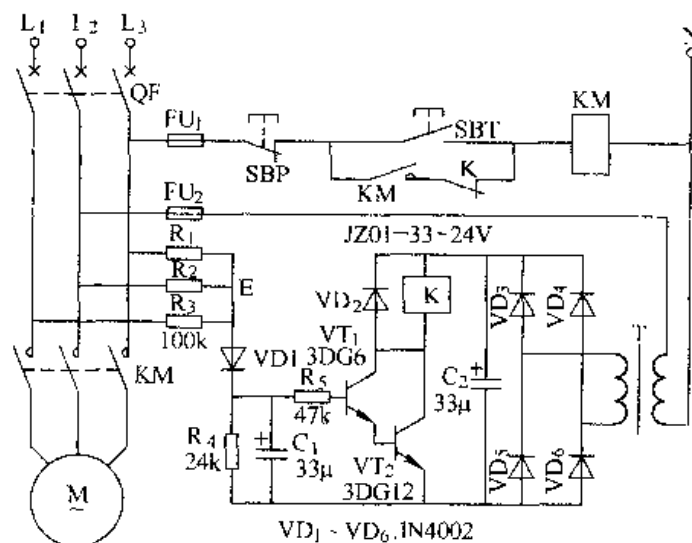 L1 L2 L3
N
QF
FU1
SBP
SBT
KM
KM
K
FU2
JZ01-33-24V
R1
R2
E
R3
100k
VD2
K
VD3
VD4
VT1
3DG6
VD1
R5
47k
C2
33μ
T
KM
R4
24k
C1
33μ
VT2
3DG12
VD5
VD6
M
~
VD1~VD6.1N4002